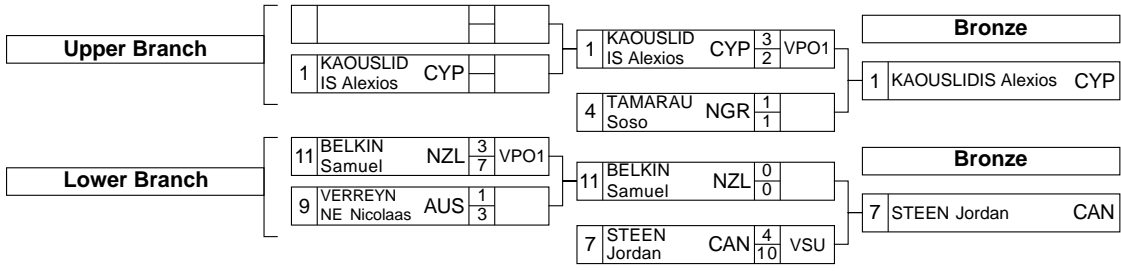 Upper Branch
1 KAOUSLID
IS Alexios CYP
1 KAOUSLID
IS Alexios CYP 3
2 VPO1
4 TAMARAU
Soso NGR 1
1
Bronze
1 KAOUSLIDIS Alexios CYP
Lower Branch
11 BELKIN
Samuel NZL 3
7 VPO1
9 VERREYN
NE Nicolaas AUS 1
3
11 BELKIN
Samuel NZL 0
0
7 STEEN
Jordan CAN 4
10 VSU
Bronze
7 STEEN Jordan CAN